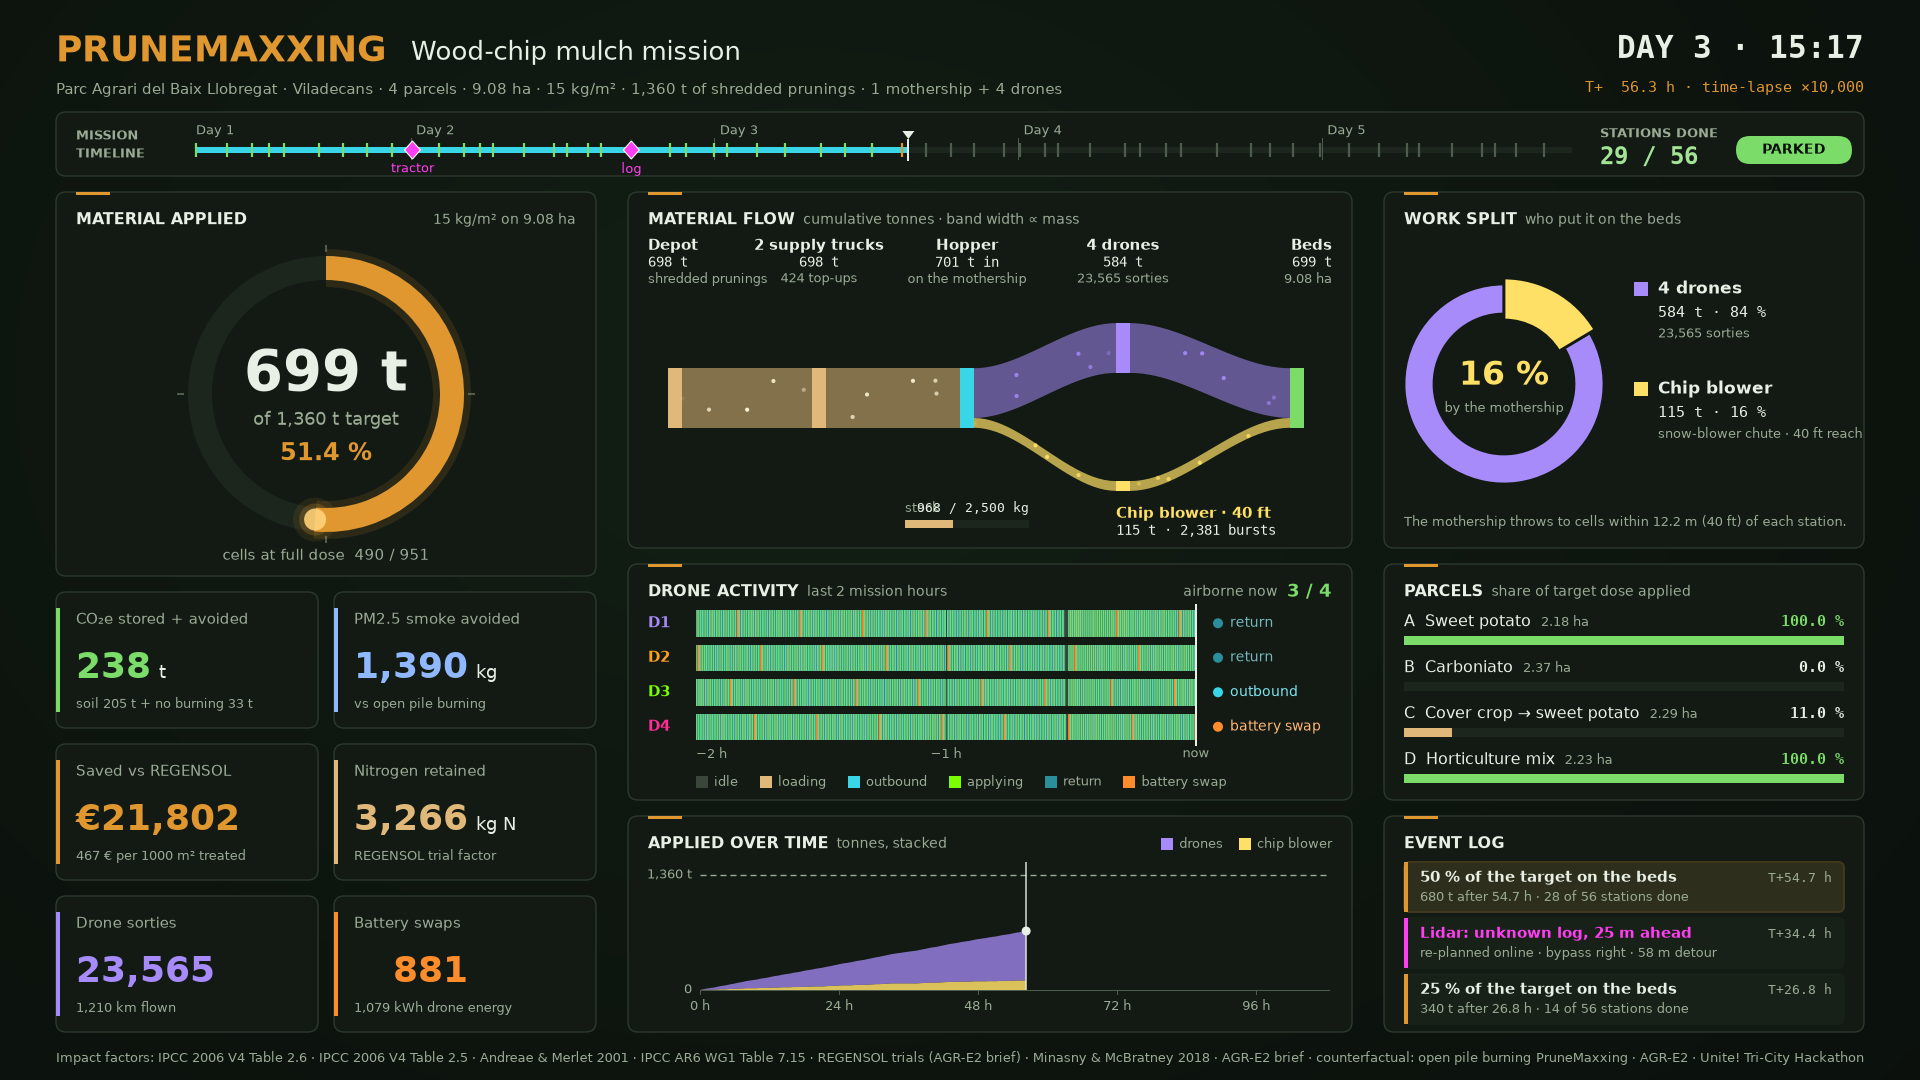 PRUNEMAXXING Wood-chip mulch mission
DAY 3 · 15:17
Parc Agrari del Baix Llobregat · Viladecans · 4 parcels · 9.08 ha · 15 kg/m² · 1,360 t of shredded prunings · 1 mothership + 4 drones
T+ 56.3 h · time-lapse ×10,000
MISSION TIMELINE
Day 1 Day 2 Day 3 Day 4 Day 5
tractor log
STATIONS DONE
29 / 56
PARKED
MATERIAL APPLIED 15 kg/m² on 9.08 ha
699 t
of 1,360 t target
51.4 %
cells at full dose 490 / 951
CO₂e stored + avoided
238 t
soil 205 t + no burning 33 t
PM2.5 smoke avoided
1,390 kg
vs open pile burning
Saved vs REGENSOL
€21,802
467 € per 1000 m² treated
Nitrogen retained
3,266 kg N
REGENSOL trial factor
Drone sorties
23,565
1,210 km flown
Battery swaps
881
1,079 kWh drone energy
MATERIAL FLOW cumulative tonnes · band width ∝ mass
Depot 2 supply trucks Hopper 4 drones Beds
698 t 698 t 701 t in 584 t 699 t
shredded prunings 424 top-ups on the mothership 23,565 sorties 9.08 ha
stock 968 / 2,500 kg
Chip blower · 40 ft
115 t · 2,381 bursts
DRONE ACTIVITY last 2 mission hours airborne now 3 / 4
D1 return
D2 return
D3 outbound
D4 battery swap
−2 h −1 h now
idle loading outbound applying return battery swap
APPLIED OVER TIME tonnes, stacked drones chip blower
1,360 t
0
0 h 24 h 48 h 72 h 96 h
WORK SPLIT who put it on the beds
16 %
by the mothership
4 drones
584 t · 84 %
23,565 sorties
Chip blower
115 t · 16 %
snow-blower chute · 40 ft reach
The mothership throws to cells within 12.2 m (40 ft) of each station.
PARCELS share of target dose applied
A Sweet potato 2.18 ha 100.0 %
B Carboniato 2.37 ha 0.0 %
C Cover crop → sweet potato 2.29 ha 11.0 %
D Horticulture mix 2.23 ha 100.0 %
EVENT LOG
50 % of the target on the beds T+54.7 h
680 t after 54.7 h · 28 of 56 stations done
Lidar: unknown log, 25 m ahead T+34.4 h
re-planned online · bypass right · 58 m detour
25 % of the target on the beds T+26.8 h
340 t after 26.8 h · 14 of 56 stations done
Impact factors: IPCC 2006 V4 Table 2.6 · IPCC 2006 V4 Table 2.5 · Andreae & Merlet 2001 · IPCC AR6 WG1 Table 7.15 · REGENSOL trials (AGR-E2 brief) · Minasny & McBratney 2018 · AGR-E2 brief · counterfactual: open pile burning PruneMaxxing · AGR-E2 · Unite! Tri-City Hackathon